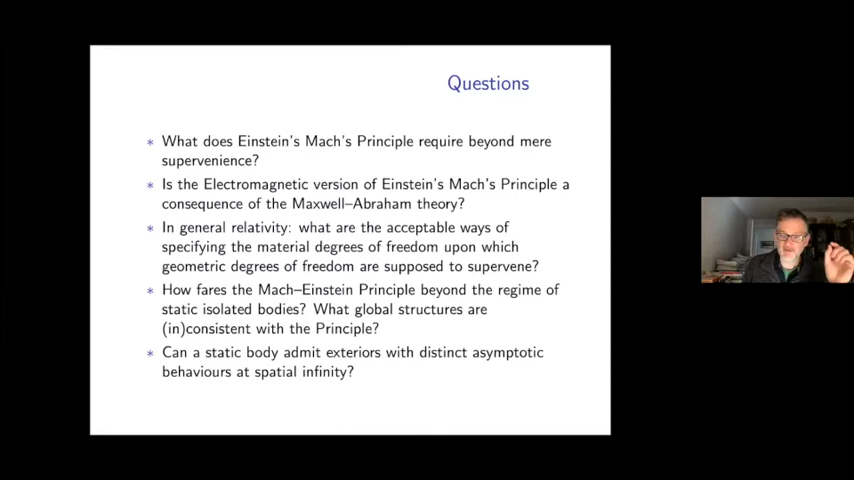 Questions
* What does Einstein's Mach's Principle require beyond mere
supervenience?
* Is the Electromagnetic version of Einstein's Mach's Principle a
consequence of the Maxwell–Abraham theory?
* In general relativity: what are the acceptable ways of
specifying the material degrees of freedom upon which
geometric degrees of freedom are supposed to supervene?
* How fares the Mach–Einstein Principle beyond the regime of
static isolated bodies? What global structures are
(in)consistent with the Principle?
* Can a static body admit exteriors with distinct asymptotic
behaviours at spatial infinity?